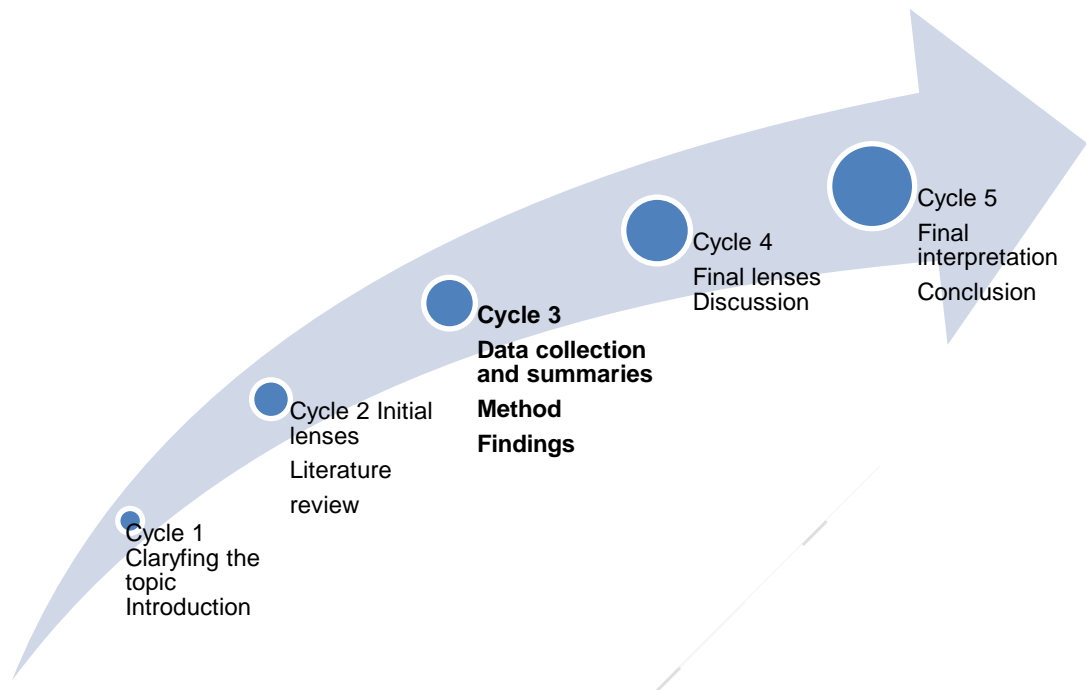 Cycle 1
Claryfing the
topic
Introduction
Cycle 2 Initial
lenses
Literature
review
Cycle 3
Data collection
and summaries
Method
Findings
Cycle 4
Final lenses
Discussion
Cycle 5
Final
interpretation
Conclusion